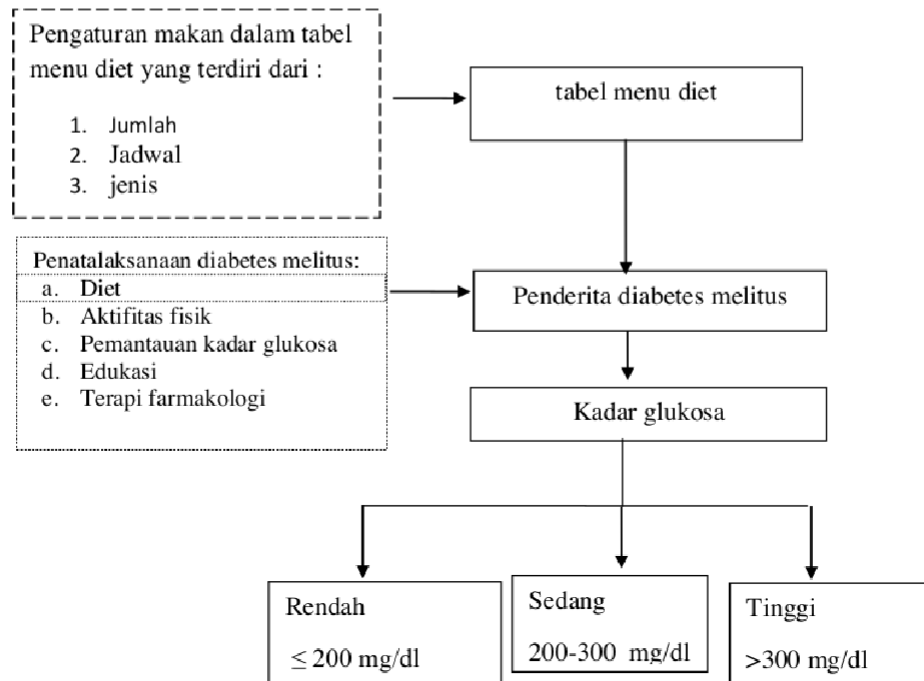 Pengaturan makan dalam tabel
menu diet yang terdiri dari :
1. Jumlah
2. Jadwal
3. jenis
tabel menu diet
Penatalaksanaan diabetes melitus:
a. Diet
b. Aktifitas fisik
c. Pemantauan kadar glukosa
d. Edukasi
e. Terapi farmakologi
Penderita diabetes melitus
Kadar glukosa
Rendah
≤ 200 mg/dl
Sedang
200-300 mg/dl
Tinggi
>300 mg/dl